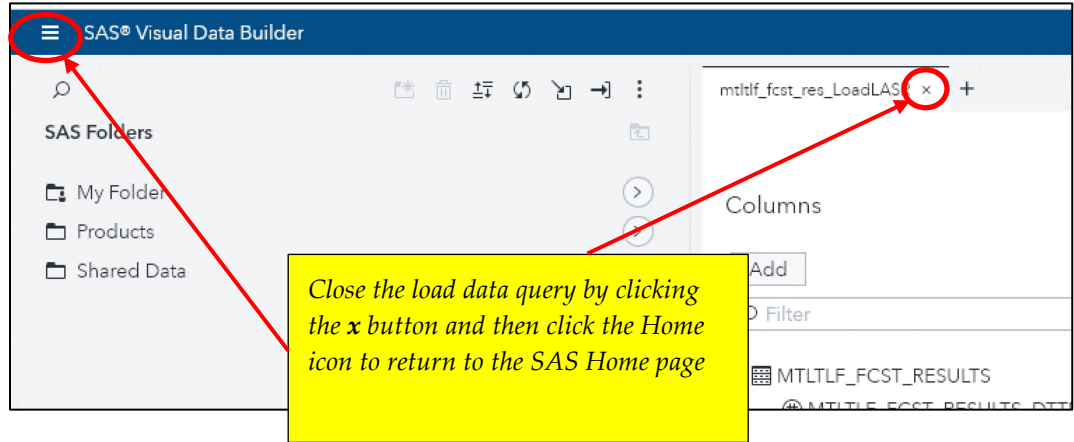 SAS® Visual Data Builder
mtltlf_fcst_res_LoadLAS × +
SAS Folders
My Folder
Products
Shared Data
Columns
Add
Filter
MTLTLF_FCST_RESULTS
Close the load data query by clicking
the x button and then click the Home
icon to return to the SAS Home page